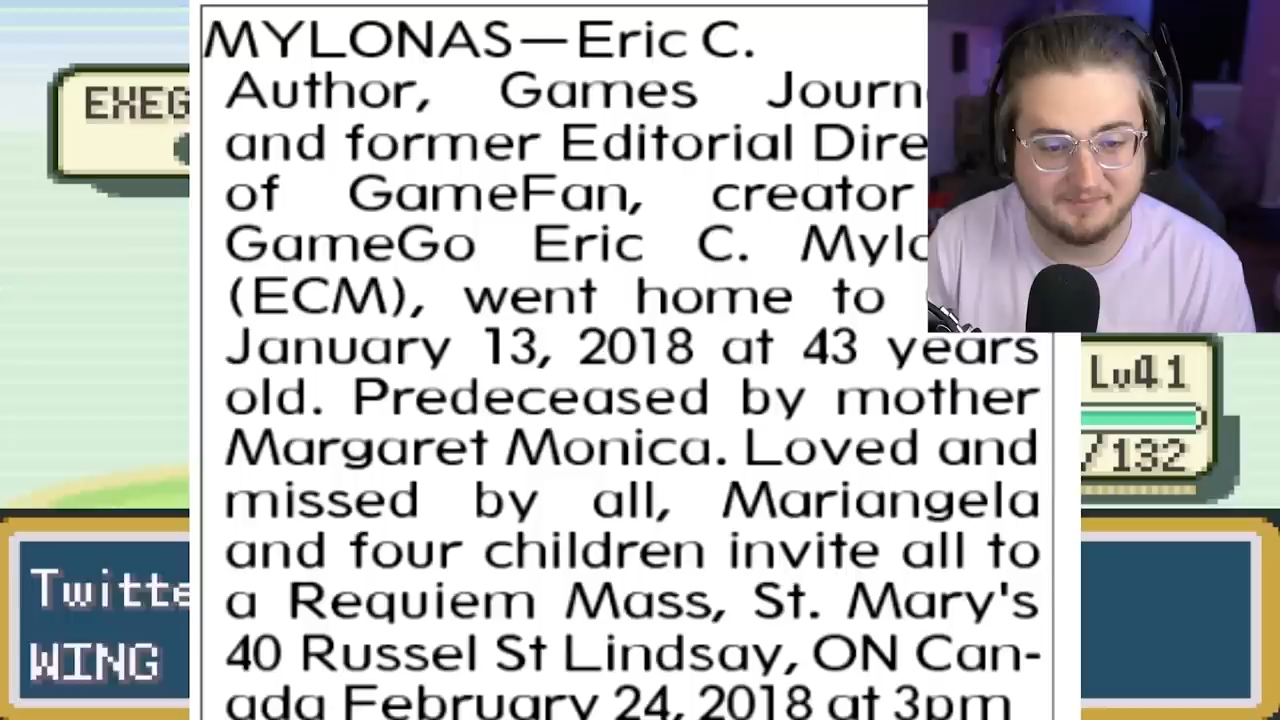 MYLONAS—Eric C.
Author, Games Journ
and former Editorial Dire
of GameFan, creator
GameGo Eric C. Mylo
(ECM), went home to
January 13, 2018 at 43 years
old. Predeceased by mother
Margaret Monica. Loved and
missed by all, Mariangela
and four children invite all to
a Requiem Mass, St. Mary's
40 Russel St Lindsay, ON Can-
ada February 24, 2018 at 3pm
EXEG
Lv41
/132
Twitte
WING